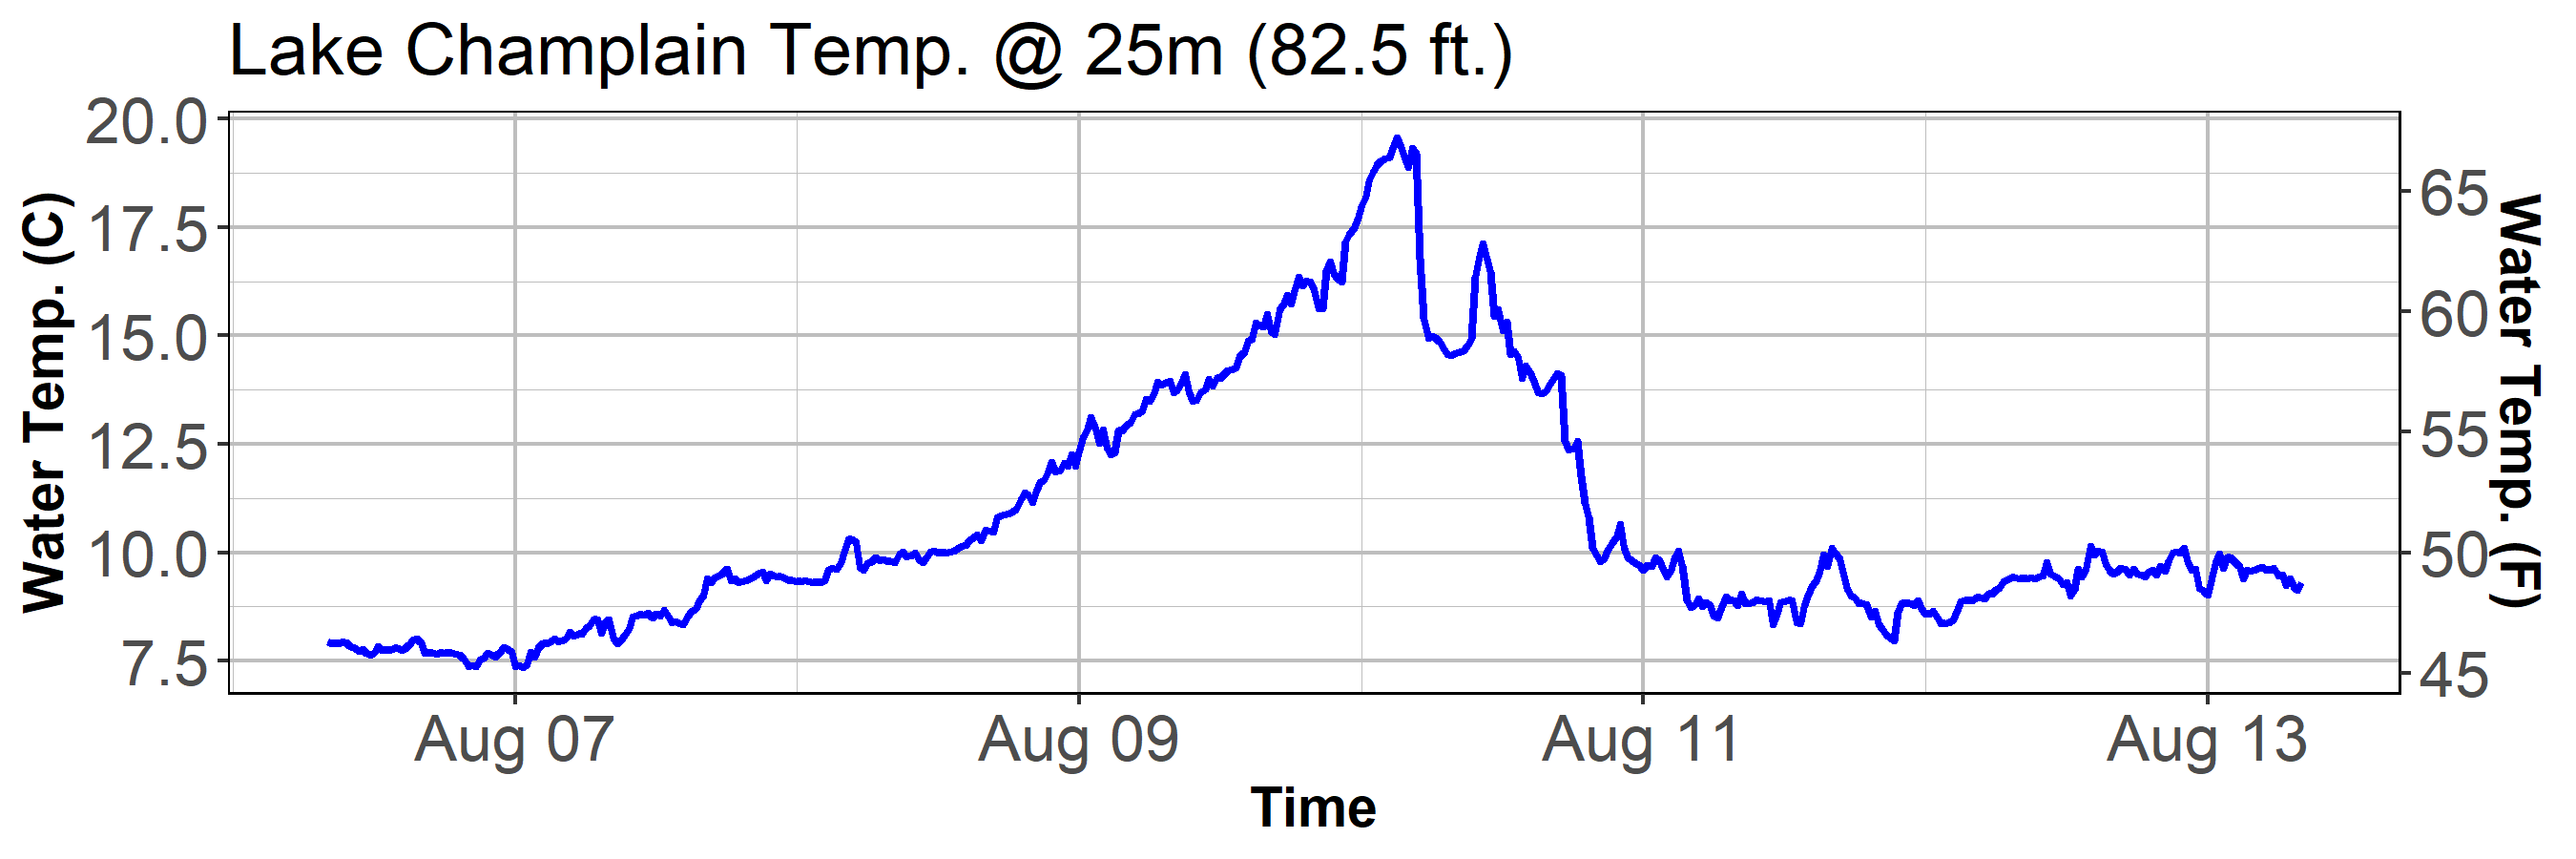 Lake Champlain Temp. @ 25m (82.5 ft.)
Water Temp. (C)
20.0
17.5
15.0
12.5
10.0
7.5
65
60
55
50
45
Water Temp. (F)
Aug 07 Aug 09 Aug 11 Aug 13
Time